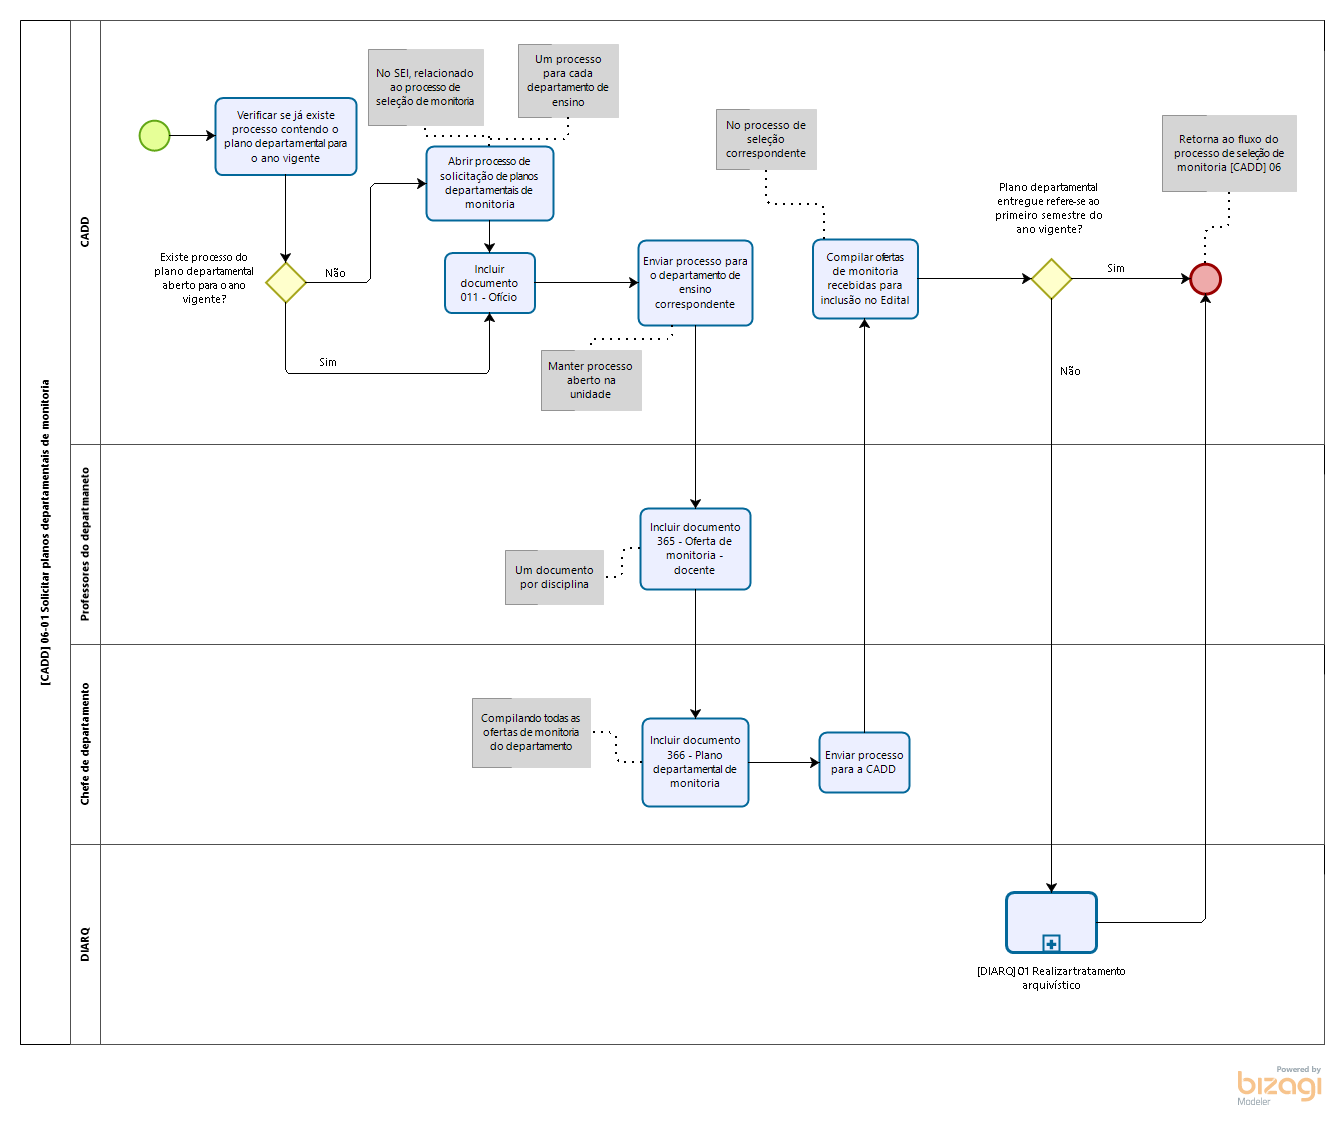 [CADD] 06-01 Solicitar planos departamentais de monitoria
CADD
Verificar se já existe
processo contendo o
plano departamental para
o ano vigente
Existe processo do
plano departamental
aberto para o ano
vigente?
Não
Sim
No SEI, relacionado
ao processo de
seleção de monitoria
Um processo
para cada
departamento de
ensino
Abrir processo de
solicitação de planos
departamentais de
monitoria
Incluir
documento
011 - Ofício
Enviar processo para
o departamento de
ensino
correspondente
Manter processo
aberto na
unidade
No processo de
seleção
correspondente
Compilar ofertas
de monitoria
recebidas para
inclusão no Edital
Plano departamental
entregue refere-se ao
primeiro semestre do
ano vigente?
Sim
Não
Retorna ao fluxo do
processo de seleção de
monitoria [CADD] 06
Professores do departmaneto
Incluir documento
365 - Oferta de
monitoria -
docente
Um documento
por disciplina
Chefe de departamento
Compilando todas as
ofertas de monitoria
do departamento
Incluir documento
366 - Plano
departamental de
monitoria
Enviar processo
para a CADD
DIARQ
[DIARQ] 01 Realizar tratamento
arquivístico
Powered by
bizagi
Modeler